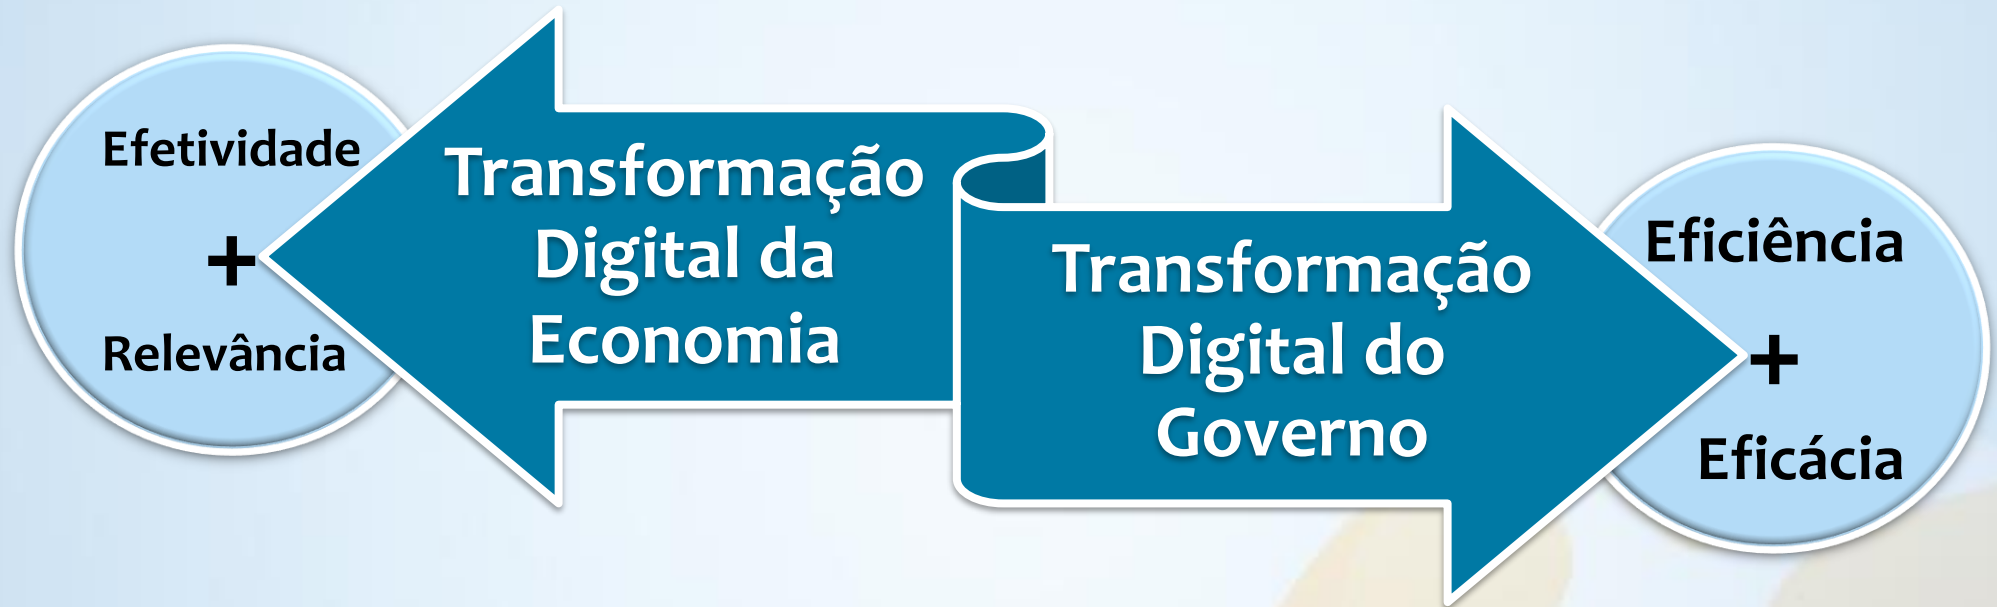 Efetividade
+
Relevância
Transformação
Digital da
Economia
Transformação
Digital do
Governo
Eficiência
+
Eficácia